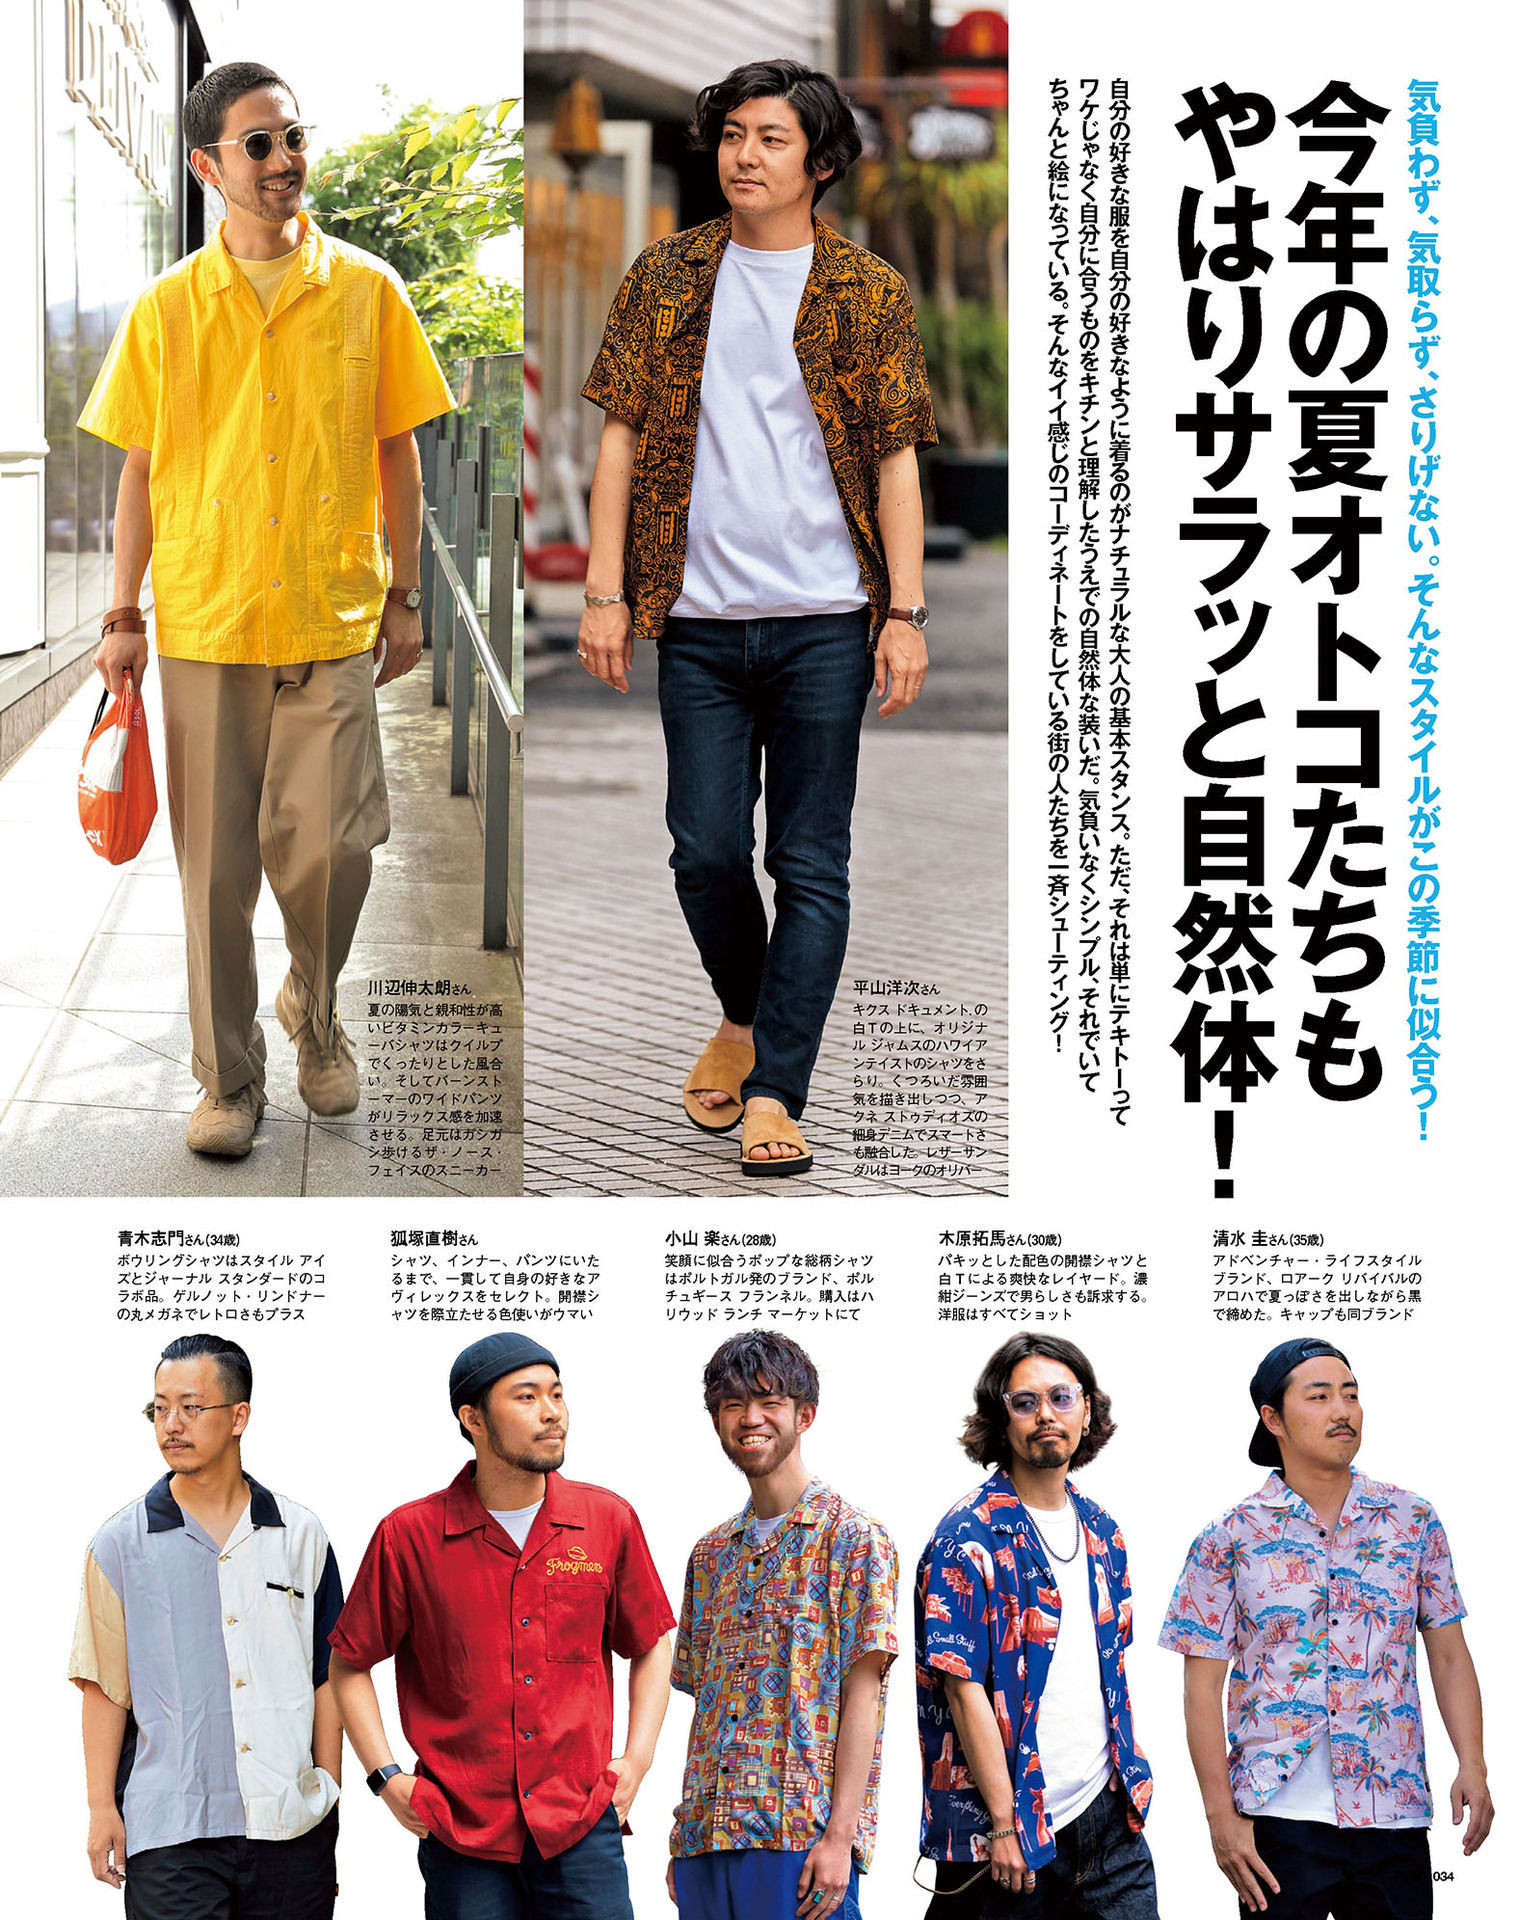 気負わず、気取らず、さりげない。そんなスタイルがこの季節に似合う！
今年の夏オトコたちも
やはりサラッと自然体！
自分の好きな服を自分の好きなように着るのがナチュラルな大人の基本スタンス。ただ、それは単にテキトーって
ワケじゃなく自分に合うものをキチンと理解したうえでの自然体な装いだ。気負いなくシンプル、それでいて
ちゃんと絵になっている。そんなイイ感じのコーディネートをしている街の人たちを一斉シューティング！
川辺伸太朗さん
夏の陽気と親和性が高
いビタミンカラーキュ
ーバシャツはクイルプ
でくったりとした風合
い。そしてバーンスト
ーマーのワイドパンツ
がリラックス感を加速
させる。足元はガシガ
シ歩けるザ・ノース・
フェイスのスニーカー
平山洋次さん
キクス ドキュメント.の
白Tの上に、オリジナ
ル ジャムスのハワイア
ンテイストのシャツをさ
らり。くつろいだ雰囲
気を描き出しつつ、ア
クネ ストゥディオズの
細身デニムでスマートさ
も融合した。レザーサン
ダルはヨークのオリバー
青木志門さん(34歳)
ボウリングシャツはスタイル アイ
ズとジャーナル スタンダードのコ
ラボ品。ゲルノット・リンドナー
の丸メガネでレトロさもプラス
狐塚直樹さん
シャツ、インナー、パンツにいた
るまで、一貫して自身の好きなア
ヴィレックスをセレクト。開襟シ
ャツを際立たせる色使いがウマい
小山 楽さん(28歳)
笑顔に似合うポップな総柄シャツ
はポルトガル発のブランド、ポル
チュギース フランネル。購入はハ
リウッド ランチ マーケットにて
木原拓馬さん(30歳)
パキッとした配色の開襟シャツと
白Tによる爽快なレイヤード。濃
紺ジーンズで男らしさも訴求する。
洋服はすべてショット
清水 圭さん(35歳)
アドベンチャー・ライフスタイル
ブランド、ロアーク リバイバルの
アロハで夏っぽさを出しながら黒
で締めた。キャップも同ブランド
Frogmen
Small Stuff
034